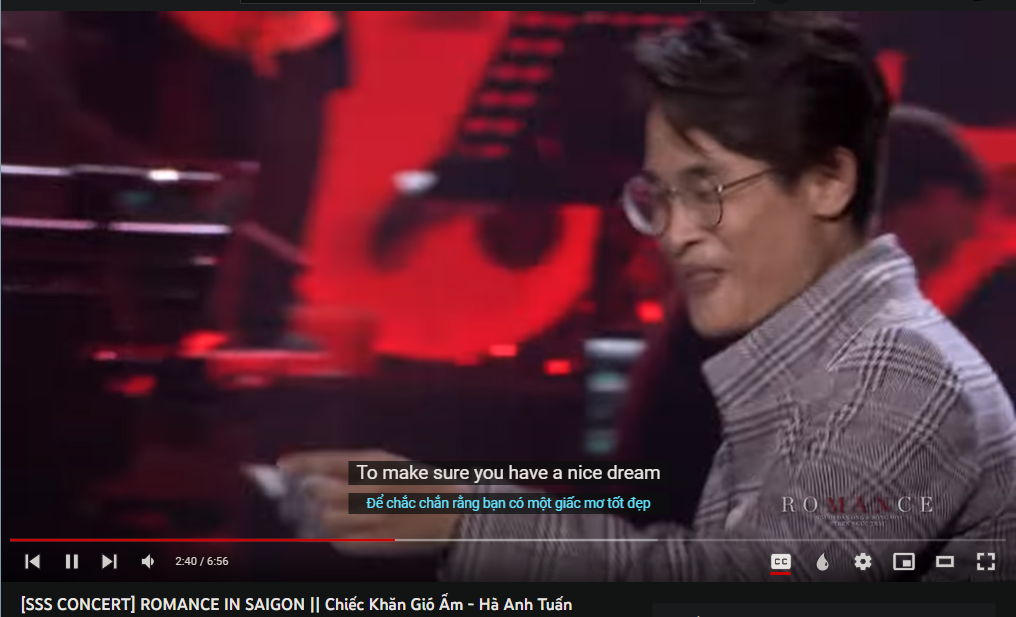 To make sure you have a nice dream
Để chắc chắn rằng bạn có một giấc mơ tốt đẹp
ROMANCE
2:40 / 6:56
CC
[SSS CONCERT] ROMANCE IN SAIGON || Chiếc Khăn Gió Ấm - Hà Anh Tuấn